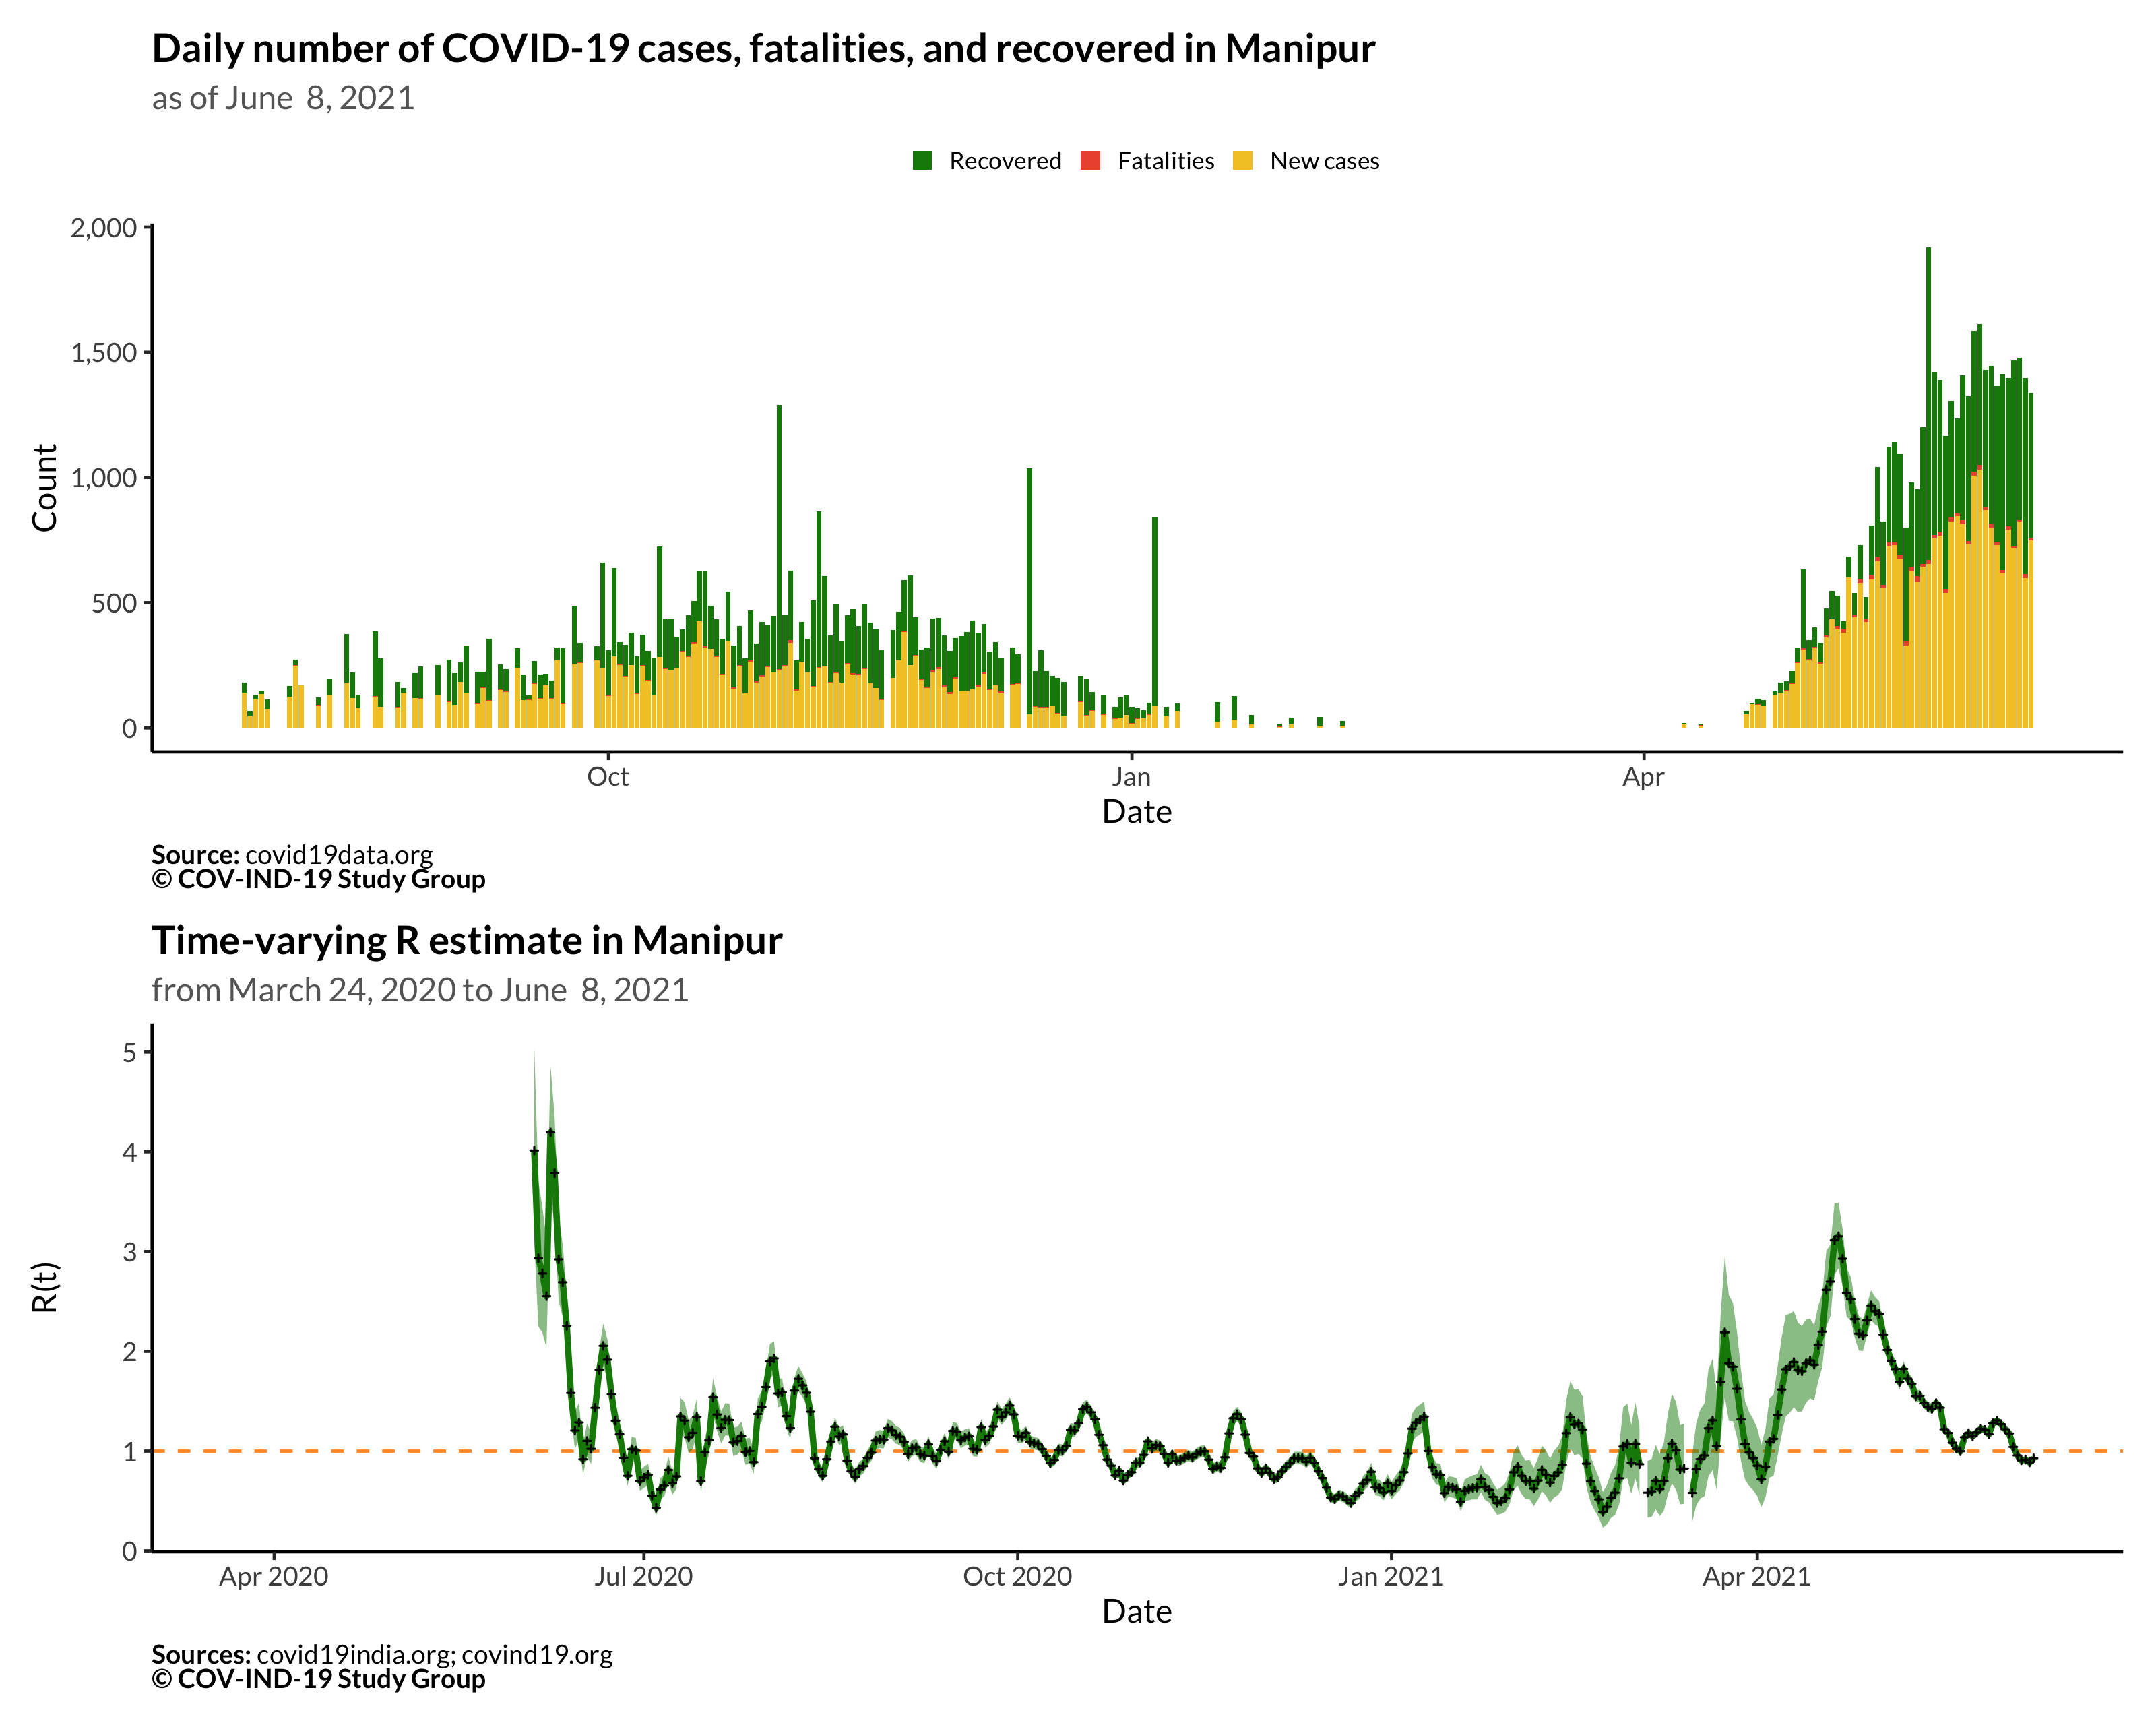 Daily number of COVID-19 cases, fatalities, and recovered in Manipur
as of June  8, 2021
Recovered Fatalities New cases
2,000
1,500
1,000
500
0
Count
Oct Jan Apr
Date
Source: covid19data.org
© COV-IND-19 Study Group
Time-varying R estimate in Manipur
from March 24, 2020 to June  8, 2021
5
4
3
2
1
0
R(t)
Apr 2020 Jul 2020 Oct 2020 Jan 2021 Apr 2021
Date
Sources: covid19india.org; covind19.org
© COV-IND-19 Study Group